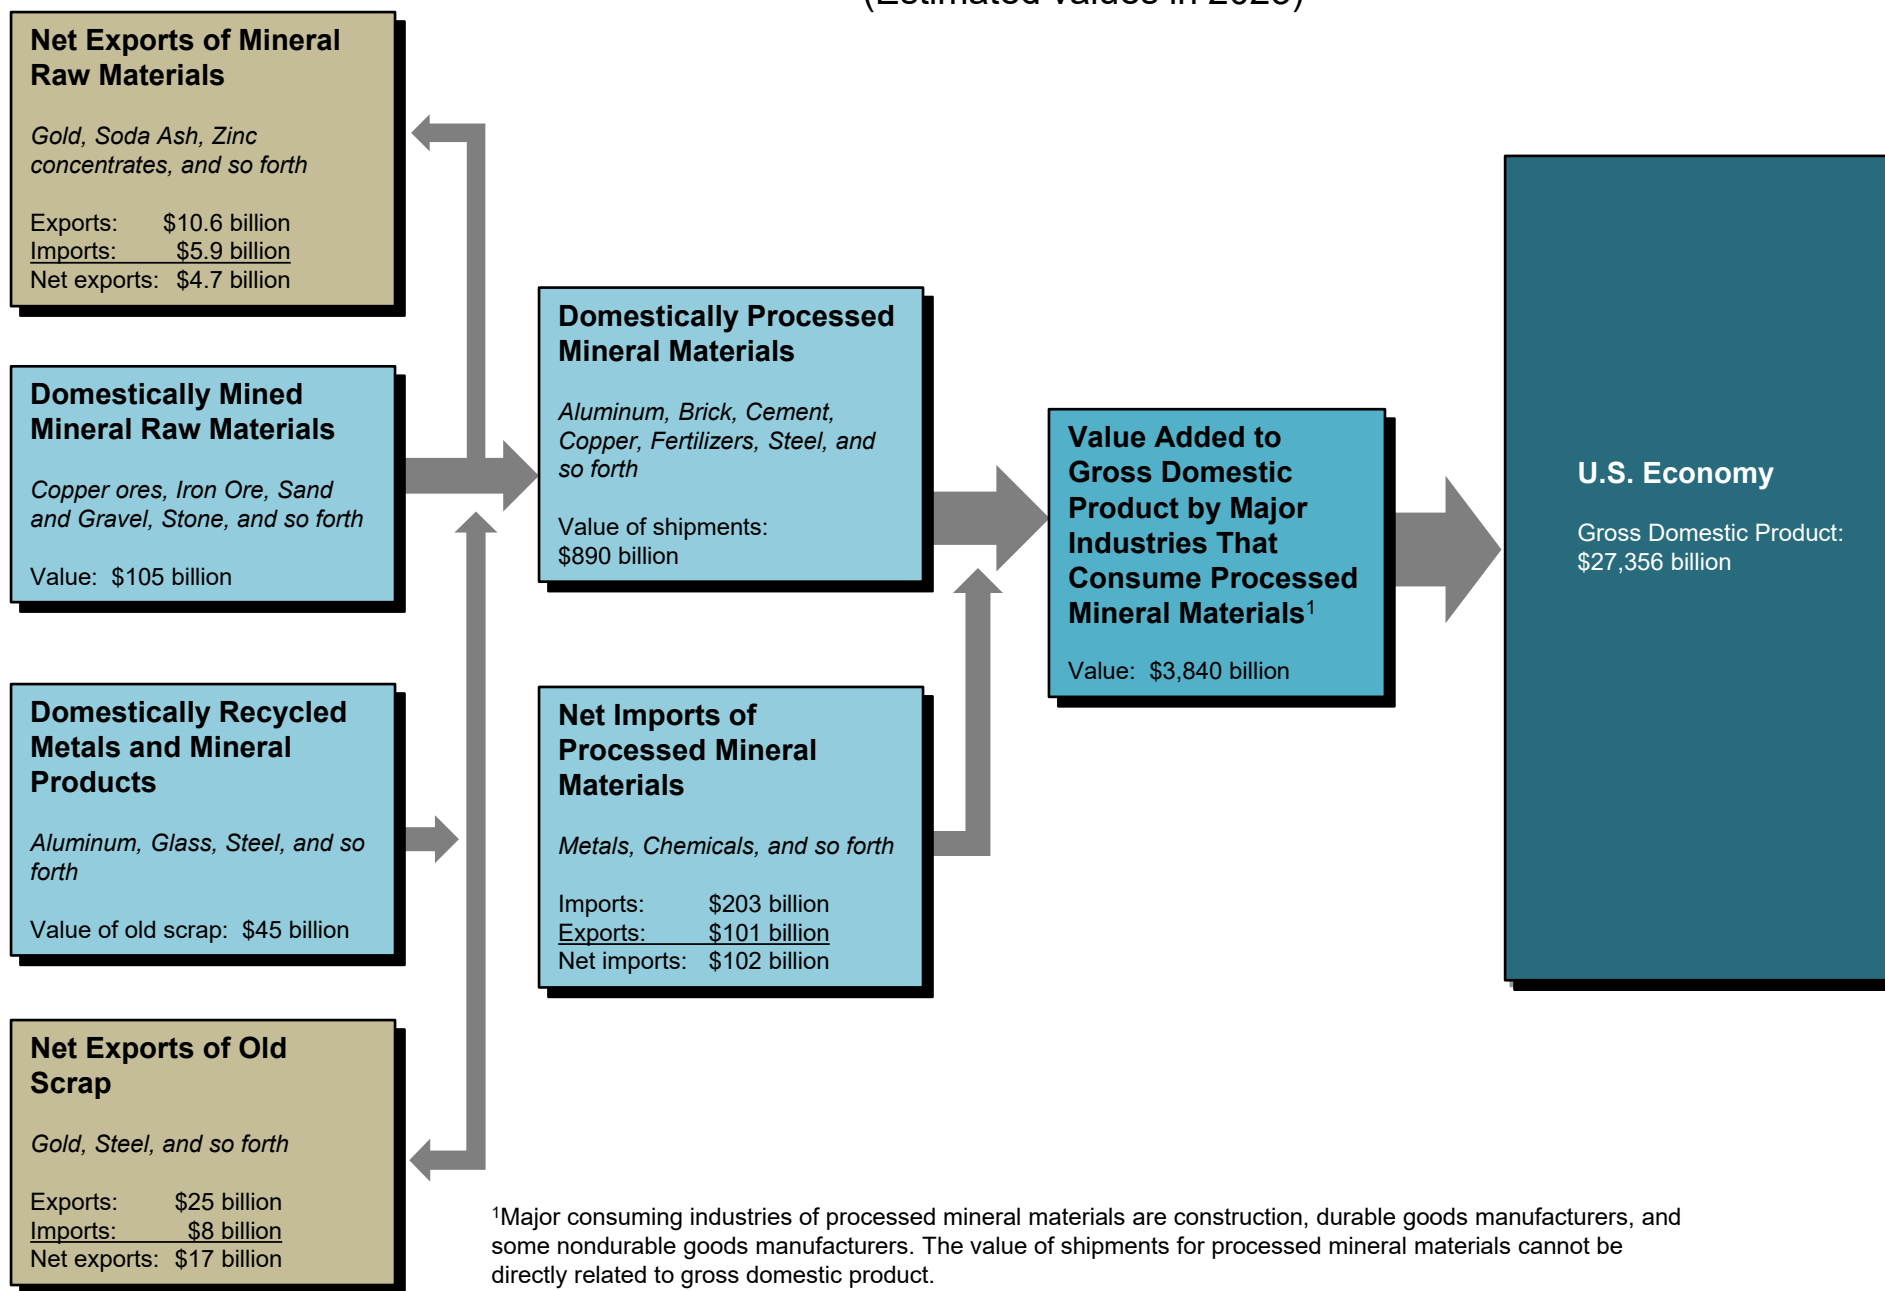 (Estimated values in 2023)
Net Exports of Mineral
Raw Materials
Gold, Soda Ash, Zinc
concentrates, and so forth
Exports: $10.6 billion
Imports: $5.9 billion
Net exports: $4.7 billion
Domestically Mined
Mineral Raw Materials
Copper ores, Iron Ore, Sand
and Gravel, Stone, and so forth
Value: $105 billion
Domestically Recycled
Metals and Mineral
Products
Aluminum, Glass, Steel, and so
forth
Value of old scrap: $45 billion
Net Exports of Old
Scrap
Gold, Steel, and so forth
Exports: $25 billion
Imports: $8 billion
Net exports: $17 billion
Domestically Processed
Mineral Materials
Aluminum, Brick, Cement,
Copper, Fertilizers, Steel, and
so forth
Value of shipments:
$890 billion
Net Imports of
Processed Mineral
Materials
Metals, Chemicals, and so forth
Imports: $203 billion
Exports: $101 billion
Net imports: $102 billion
Value Added to
Gross Domestic
Product by Major
Industries That
Consume Processed
Mineral Materials¹
Value: $3,840 billion
U.S. Economy
Gross Domestic Product:
$27,356 billion
¹Major consuming industries of processed mineral materials are construction, durable goods manufacturers, and
some nondurable goods manufacturers. The value of shipments for processed mineral materials cannot be
directly related to gross domestic product.